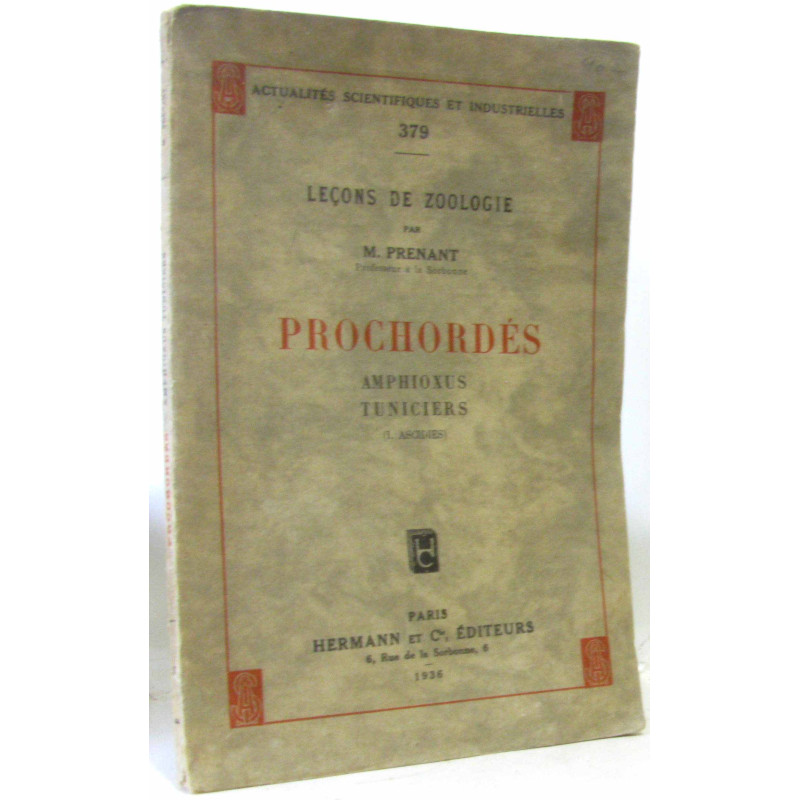 ACTUALITÉS SCIENTIFIQUES ET INDUSTRIELLES
379
LEÇONS DE ZOOLOGIE
PAR
M. PRENANT
Professeur à la Sorbonne
PROCHORDÉS
AMPHIOXUS
TUNICIERS
(I. ASCIDIES)
HC
PARIS
HERMANN ET Cie, ÉDITEURS
6, Rue de la Sorbonne, 6
1936